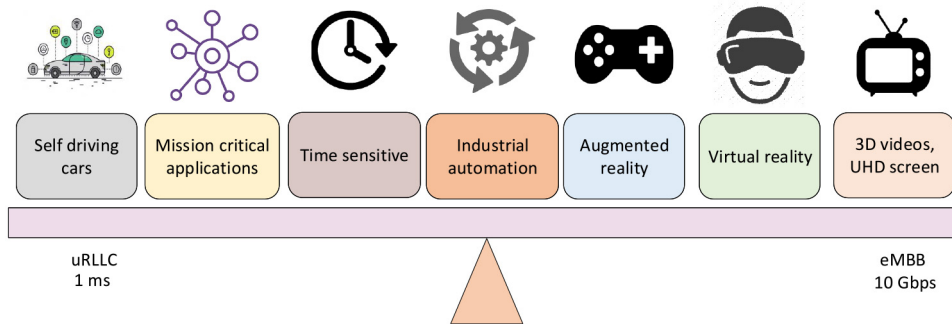 Self driving
cars
Mission critical
applications
Time sensitive
Industrial
automation
Augmented
reality
Virtual reality
3D videos,
UHD screen
uRLLC
1 ms
eMBB
10 Gbps